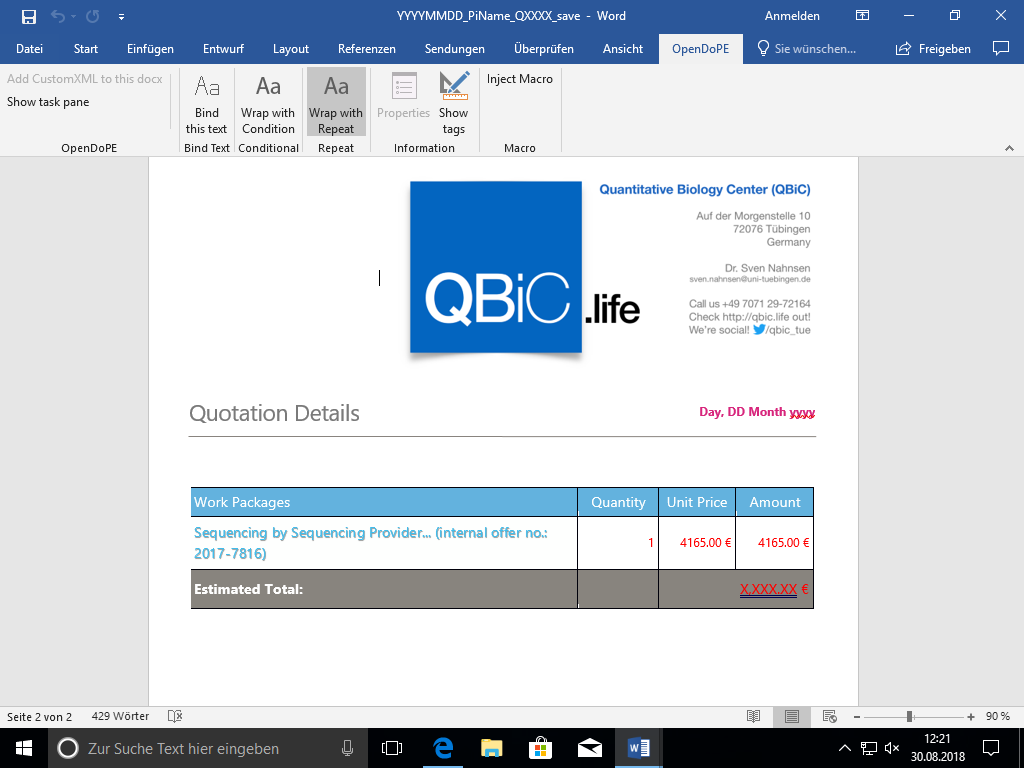 YYYYMMDD_PiName_QXXXX_save - Word
Anmelden
Datei Start Einfügen Entwurf Layout Referenzen Sendungen Überprüfen Ansicht OpenDoPE Sie wünschen... Freigeben
Add CustomXML to this docx
Show task pane
OpenDoPE
Aa
Bind
this text
Bind Text
Aa
Wrap with
Condition
Conditional
Aa
Wrap with
Repeat
Repeat
Properties
Show
tags
Information
Inject Macro
Macro
QBiC
.life
Quantitative Biology Center (QBiC)
Auf der Morgenstelle 10
72076 Tübingen
Germany
Dr. Sven Nahnsen
sven.nahnsen@uni-tuebingen.de
Call us +49 7071 29-72164
Check http://qbic.life out!
We're social! /qbic_tue
Quotation Details
Day, DD Month yyyy
Work Packages Quantity Unit Price Amount
Sequencing by Sequencing Provider... (internal offer no.:
2017-7816)
1 4165.00 € 4165.00 €
Estimated Total: X,XXX.XX €
Seite 2 von 2 429 Wörter 90 %
Zur Suche Text hier eingeben
12:21
30.08.2018